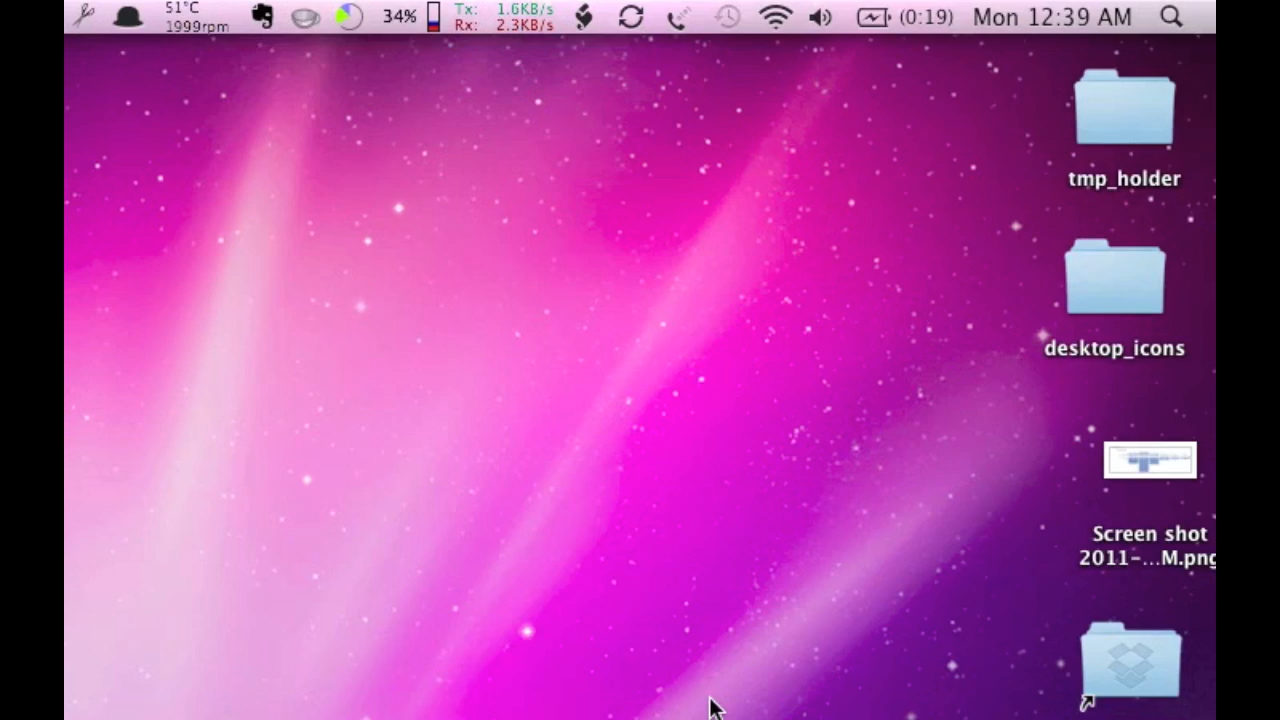 51°C
1999rpm
34%
Tx: 1.6KB/s
Rx: 2.3KB/s
(0:19)
Mon 12:39 AM
tmp_holder
desktop_icons
Screen shot
2011-...M.png